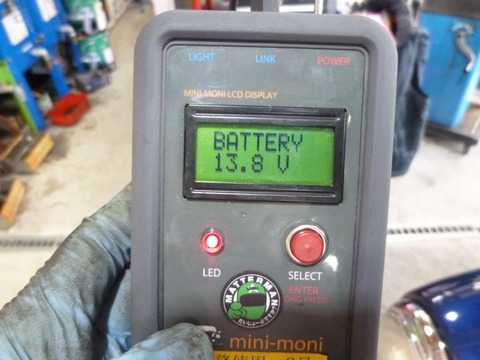 LIGHT LINK POWER
MINI-MONI LCD DISPLAY
BATTERY
13.8 V
LED SELECT
ENTER
MATTERMAN
mini-moni